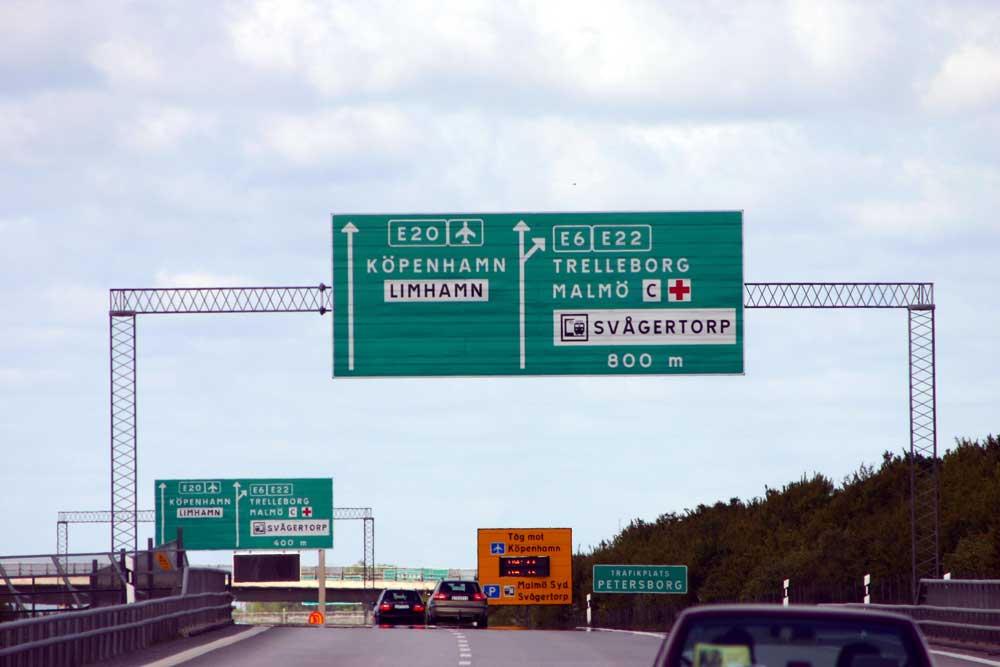 E20
KÖPENHAMN
LIMHAMN
E6 E22
TRELLEBORG
MALMÖ C
SVÅGERTORP
800 m
E20
KÖPENHAMN
LIMHAMN
E6 E22
TRELLEBORG
MALMÖ C
SVÅGERTORP
400 m
Tåg mot
Köpenhamn
P Malmö Syd
Svågertorp
TRAFIKPLATS
PETERSBORG